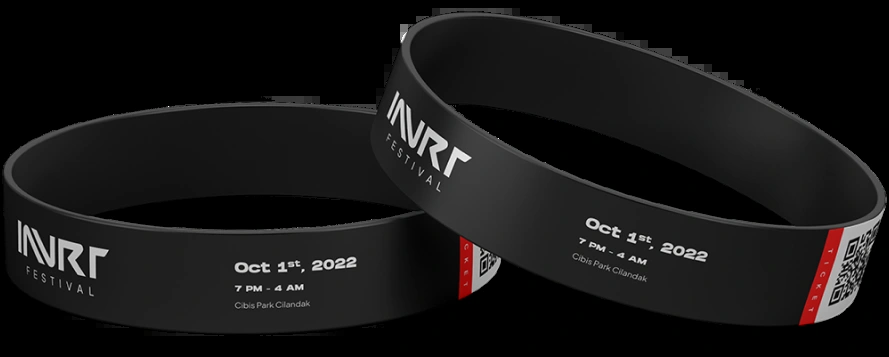 INVRT
FESTIVAL
Oct 1st, 2022
7 PM - 4 AM
Cibis Park Cilandak
TICKET
INVRT
FESTIVAL
Oct 1st, 2022
7 PM - 4 AM
Cibis Park Cilandak
TICKET